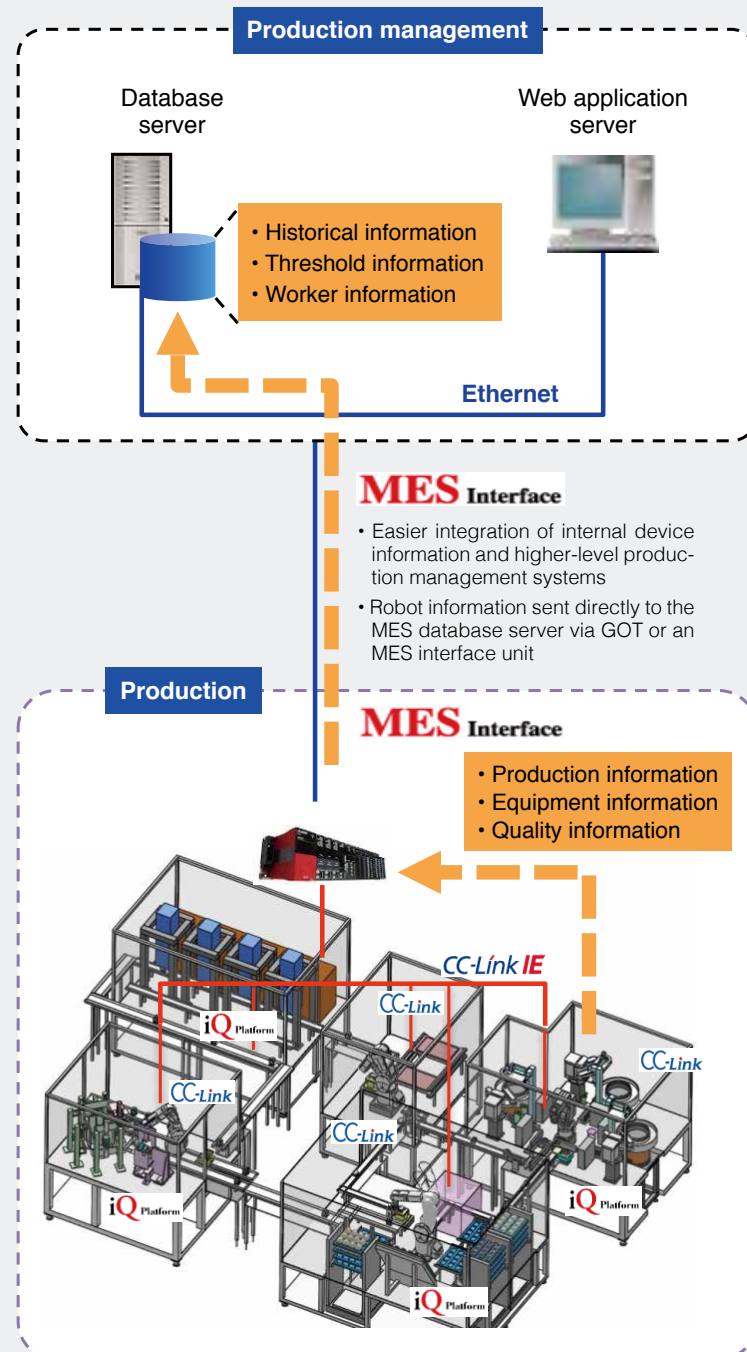 Production management
Database
server
Web application
server
• Historical information
• Threshold information
• Worker information
Ethernet
MES Interface
• Easier integration of internal device
information and higher-level produc-
tion management systems
• Robot information sent directly to the
MES database server via GOT or an
MES interface unit
Production
MES Interface
• Production information
• Equipment information
• Quality information
CC-Link IE
CC-Link
iQ Platform
CC-Link
CC-Link
CC-Link
iQ Platform
iQ Platform
iQ Platform